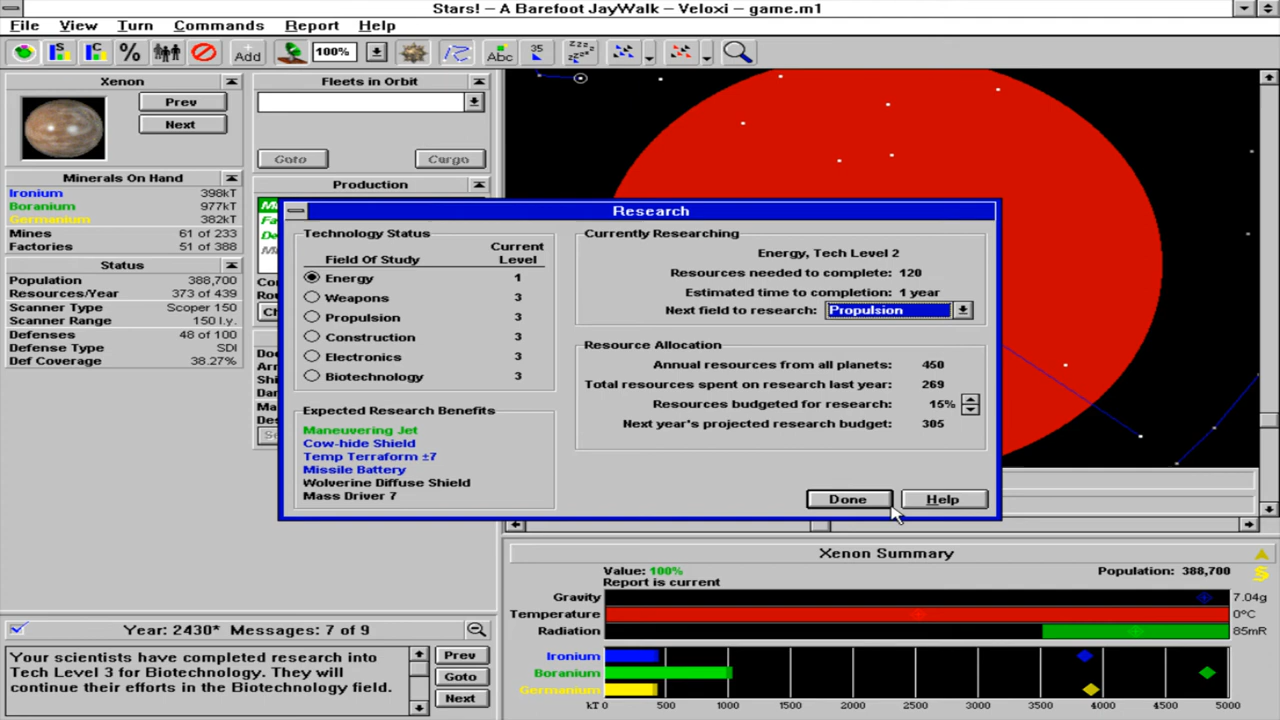 Stars! – A Barefoot JayWalk – Veloxi – game.m1
File View Turn Commands Report Help
S C % Add 100% Abc 35 Zzz
Xenon
Prev
Next
Minerals On Hand
Ironium 398kT
Boranium 977kT
Germanium 382kT
Mines 61 of 233
Factories 51 of 388
Status
Population 388,700
Resources/Year 373 of 439
Scanner Type Scoper 150
Scanner Range 150 l.y.
Defenses 48 of 100
Defense Type SDI
Def Coverage 38.27%
Fleets in Orbit
Goto Cargo
Production
Research
Technology Status
Field Of Study Current Level
Energy 1
Weapons 3
Propulsion 3
Construction 3
Electronics 3
Biotechnology 3
Expected Research Benefits
Maneuvering Jet
Cow-hide Shield
Temp Terraform ±7
Missile Battery
Wolverine Diffuse Shield
Mass Driver 7
Currently Researching
Energy, Tech Level 2
Resources needed to complete: 120
Estimated time to completion: 1 year
Next field to research: Propulsion
Resource Allocation
Annual resources from all planets: 450
Total resources spent on research last year: 269
Resources budgeted for research: 15%
Next year's projected research budget: 305
Done Help
Xenon Summary
Value: 100% Population: 388,700
Report is current
Gravity 7.04g
Temperature 0°C
Radiation 85mR
Ironium
Boranium
Germanium
kT 0 500 1000 1500 2000 2500 3000 3500 4000 4500 5000
Year: 2430* Messages: 7 of 9
Your scientists have completed research into
Tech Level 3 for Biotechnology. They will
continue their efforts in the Biotechnology field.
Prev
Goto
Next